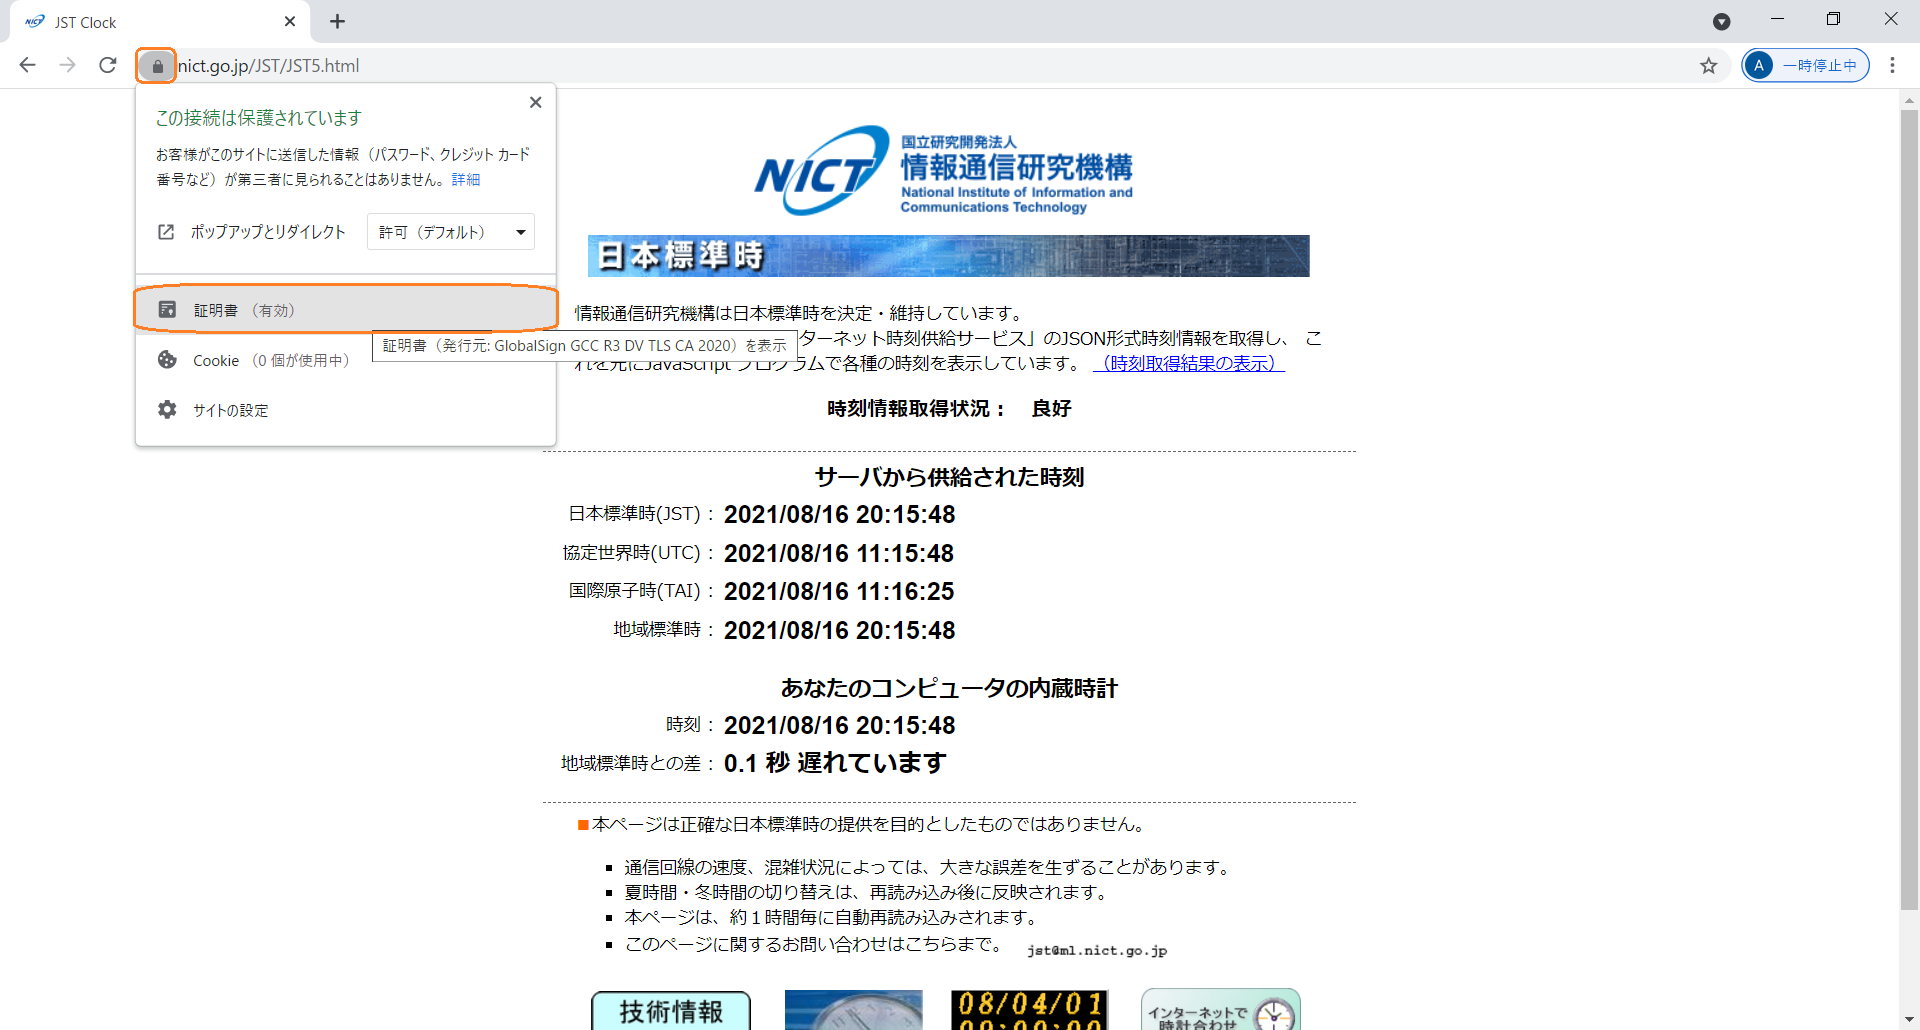 JST Clock
nict.go.jp/JST/JST5.html
A 一時停止中
この接続は保護されています
お客様がこのサイトに送信した情報（パスワード、クレジット カード
番号など）が第三者に見られることはありません。 詳細
ポップアップとリダイレクト 許可（デフォルト）
証明書 （有効）
証明書（発行元: GlobalSign GCC R3 DV TLS CA 2020）を表示
Cookie （0 個が使用中）
サイトの設定
NICT
国立研究開発法人
情報通信研究機構
National Institute of Information and
Communications Technology
日本標準時
情報通信研究機構は日本標準時を決定・維持しています。
ターネット時刻供給サービス」のJSON形式時刻情報を取得し、 こ
れを元にJavaScript プログラムで各種の時刻を表示しています。 （時刻取得結果の表示）
時刻情報取得状況： 良好
サーバから供給された時刻
日本標準時(JST)： 2021/08/16 20:15:48
協定世界時(UTC)： 2021/08/16 11:15:48
国際原子時(TAI)： 2021/08/16 11:16:25
地域標準時： 2021/08/16 20:15:48
あなたのコンピュータの内蔵時計
時刻： 2021/08/16 20:15:48
地域標準時との差： 0.1 秒 遅れています
■本ページは正確な日本標準時の提供を目的としたものではありません。
通信回線の速度、混雑状況によっては、大きな誤差を生ずることがあります。
夏時間・冬時間の切り替えは、再読み込み後に反映されます。
本ページは、約１時間毎に自動再読み込みされます。
このページに関するお問い合わせはこちらまで。 jst@ml.nict.go.jp
技術情報
08/04/01
インターネットで
時計合わせ